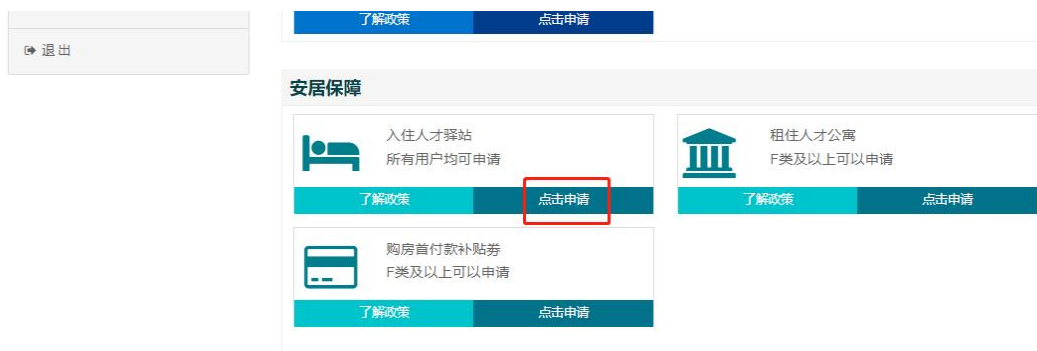 了解政策 点击申请
退出
安居保障
入住人才驿站
所有用户均可申请
了解政策 点击申请
租住人才公寓
F类及以上可以申请
了解政策 点击申请
购房首付款补贴券
F类及以上可以申请
了解政策 点击申请